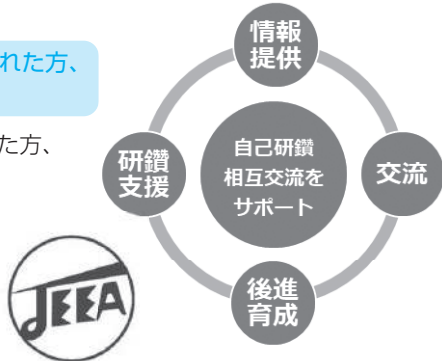 れた方、
た方、
情報
提供
研鑽
支援
自己研鑽
相互交流を
サポート
交流
後進
育成
JEEA